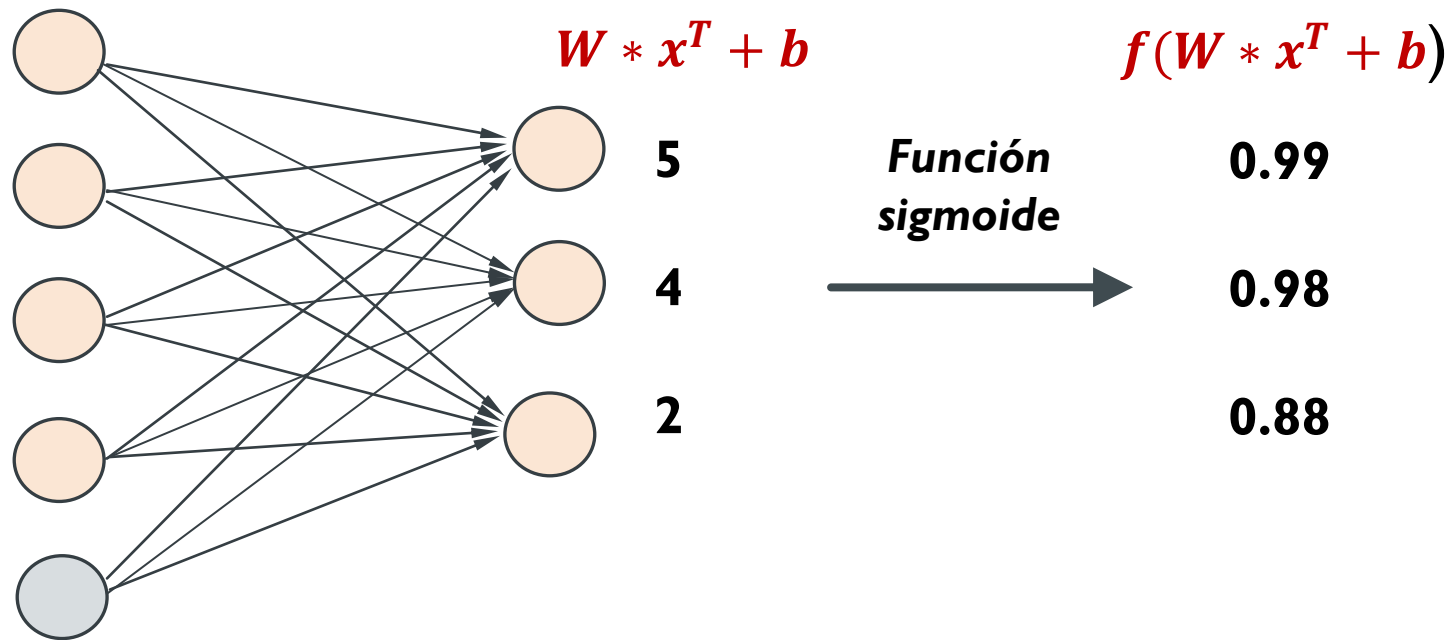 W * x^T + b
f(W * x^T + b)
5
Función
sigmoide
0.99
4
0.98
2
0.88